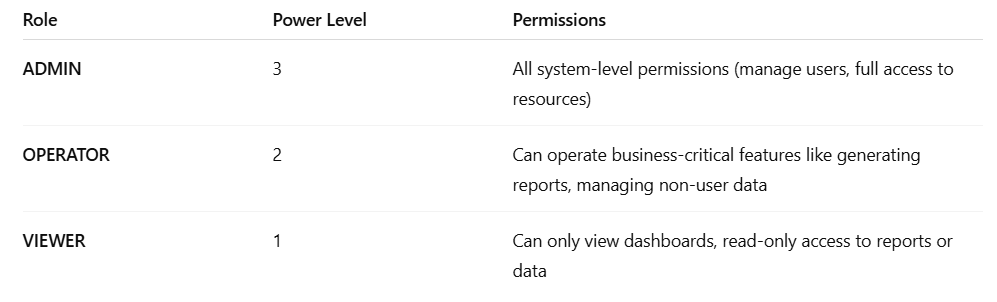 Role Power Level Permissions
ADMIN 3 All system-level permissions (manage users, full access to
resources)
OPERATOR 2 Can operate business-critical features like generating
reports, managing non-user data
VIEWER 1 Can only view dashboards, read-only access to reports or
data